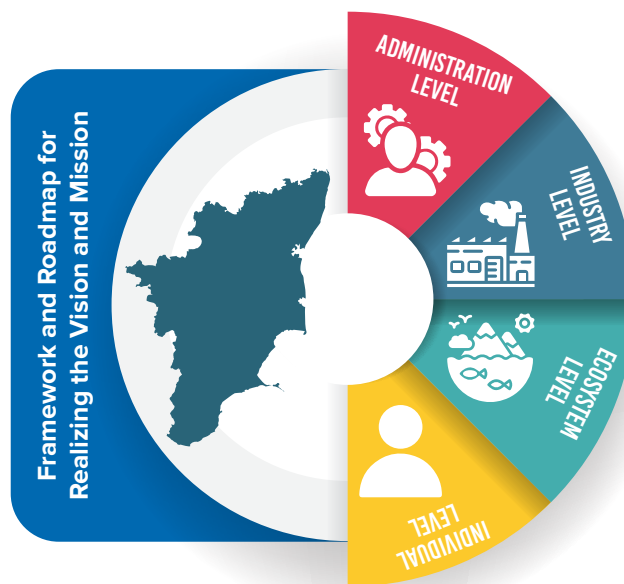 Framework and Roadmap for
Realizing the Vision and Mission
ADMINISTRATION
LEVEL
INDUSTRY
LEVEL
ECOSYSTEM
LEVEL
INDIVIDUAL
LEVEL